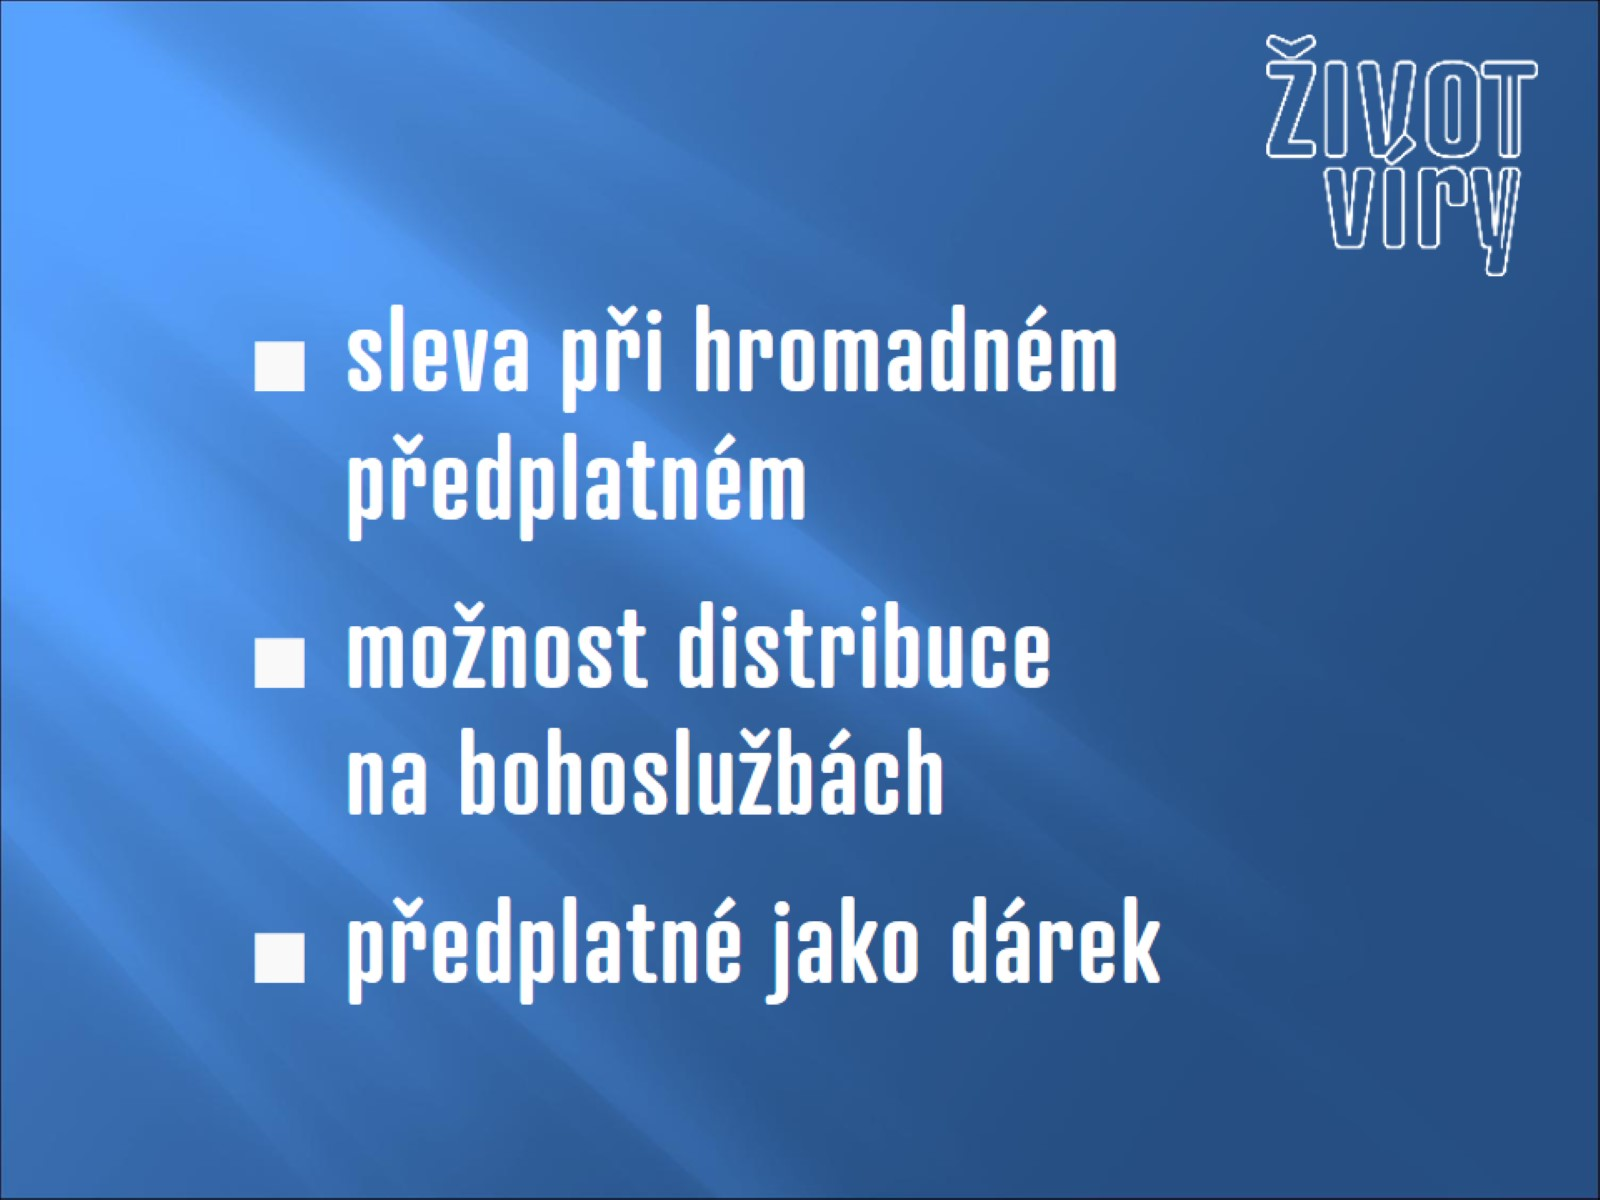 ŽIVOT
víry
■ sleva při hromadném
předplatném
■ možnost distribuce
na bohoslužbách
■ předplatné jako dárek